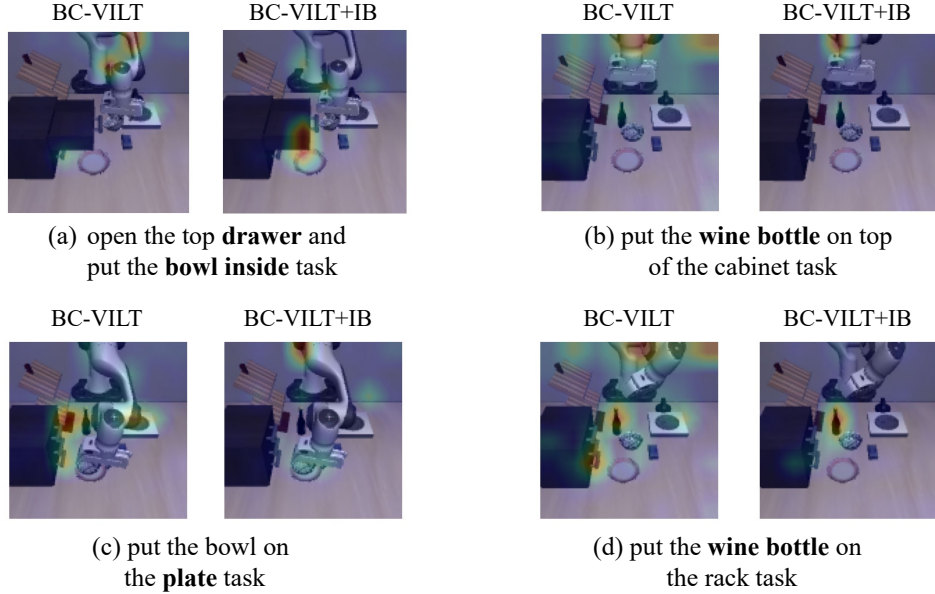 BC-VILT BC-VILT+IB BC-VILT BC-VILT+IB
(a) open the top drawer and
put the bowl inside task
(b) put the wine bottle on top
of the cabinet task
BC-VILT BC-VILT+IB BC-VILT BC-VILT+IB
(c) put the bowl on
the plate task
(d) put the wine bottle on
the rack task